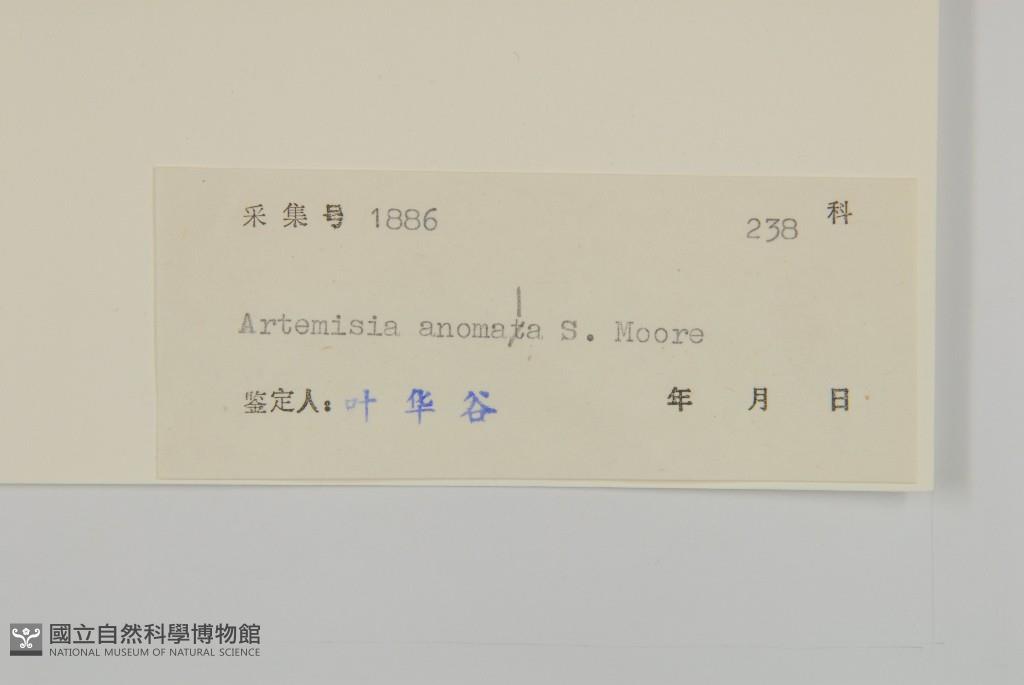 采集号 1886 238 科
Artemisia anomala S. Moore
鉴定人: 叶华谷 年 月 日
國立自然科學博物館
NATIONAL MUSEUM OF NATURAL SCIENCE